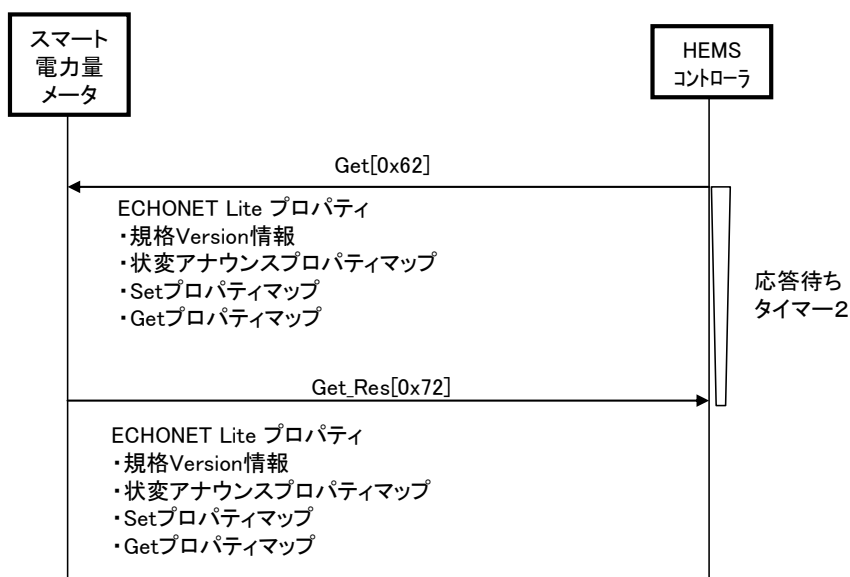 スマート
電力量
メータ
HEMS
コントローラ
Get[0x62]
ECHONET Lite プロパティ
・規格Version情報
・状変アナウンスプロパティマップ
・Setプロパティマップ
・Getプロパティマップ
応答待ち
タイマー2
Get_Res[0x72]
ECHONET Lite プロパティ
・規格Version情報
・状変アナウンスプロパティマップ
・Setプロパティマップ
・Getプロパティマップ